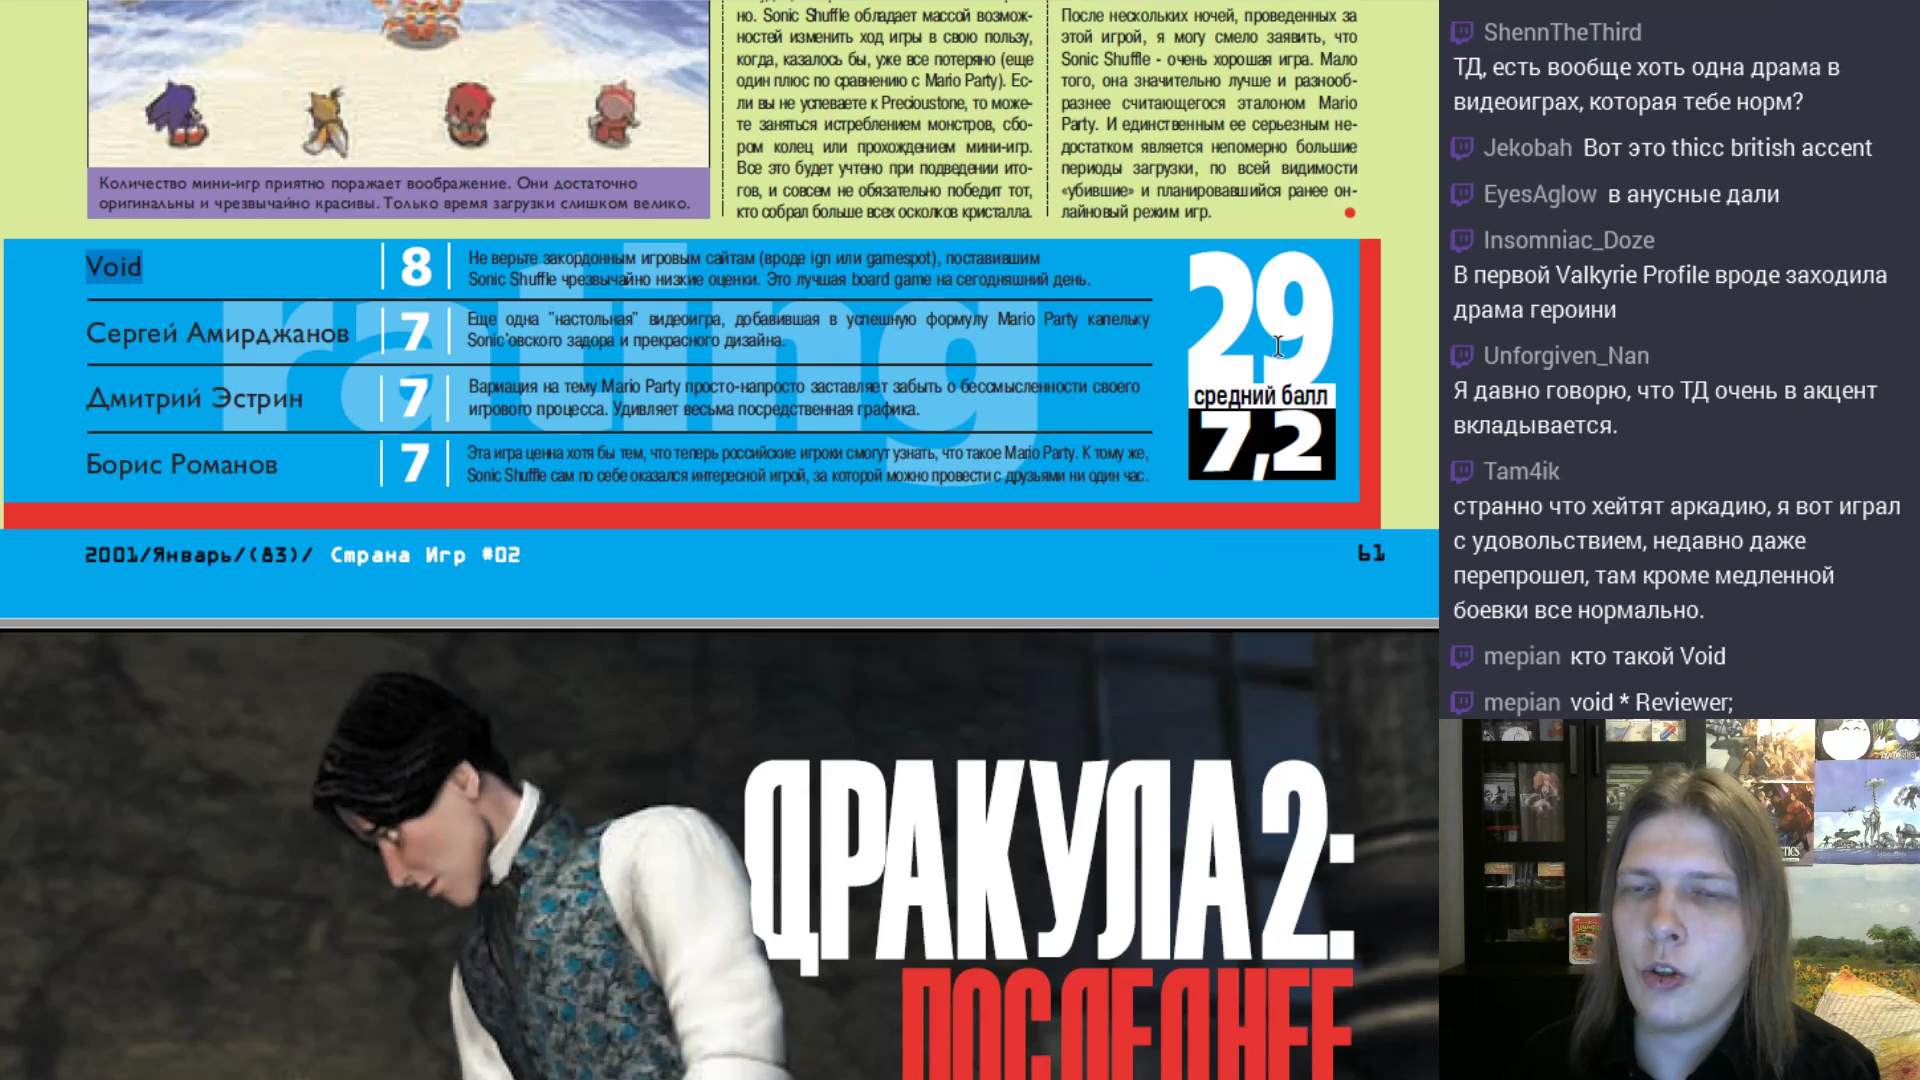 но. Sonic Shuffle обладает массой возмож-
ностей изменить ход игры в свою пользу,
когда, казалось бы, уже все потеряно (еще
один плюс по сравнению с Mario Party). Ес-
ли вы не успеваете к Precioustone, то може-
те заняться истреблением монстров, сбо-
ром колец или прохождением мини-игр.
Все это будет учтено при подведении ито-
гов, и совсем не обязательно победит тот,
кто собрал больше всех осколков кристалла.
После нескольких ночей, проведенных за
этой игрой, я могу смело заявить, что
Sonic Shuffle - очень хорошая игра. Мало
того, она значительно лучше и разнооб-
разнее считающегося эталоном Mario
Party. И единственным ее серьезным не-
достатком является непомерно большие
периоды загрузки, по всей видимости
«убившие» и планировавшийся ранее он-
лайновый режим игр.
Количество мини-игр приятно поражает воображение. Они достаточно
оригинальны и чрезвычайно красивы. Только время загрузки слишком велико.
rating
Void
8
Не верьте закордонным игровым сайтам (вроде ign или gamespot), поставившим
Sonic Shuffle чрезвычайно низкие оценки. Это лучшая board game на сегодняшний день.
Сергей Амирджанов
7
Еще одна "настольная" видеоигра, добавившая в успешную формулу Mario Party капельку
Sonic'овского задора и прекрасного дизайна.
Дмитрий Эстрин
7
Вариация на тему Mario Party просто-напросто заставляет забыть о бессмысленности своего
игрового процесса. Удивляет весьма посредственная графика.
Борис Романов
7
Эта игра ценна хотя бы тем, что теперь российские игроки смогут узнать, что такое Mario Party. К тому же,
Sonic Shuffle сам по себе оказался интересной игрой, за которой можно провести с друзьями ни один час.
29
средний балл
7,2
2001/Январь/(83)/ Страна Игр #02
61
ДРАКУЛА 2:
ПОСЛЕДНЕЕ
ShennTheThird
ТД, есть вообще хоть одна драма в
видеоиграх, которая тебе норм?
Jekobah Вот это thicc british accent
EyesAglow в анусные дали
Insomniac_Doze
В первой Valkyrie Profile вроде заходила
драма героини
Unforgiven_Nan
Я давно говорю, что ТД очень в акцент
вкладывается.
Tam4ik
странно что хейтят аркадию, я вот играл
с удовольствием, недавно даже
перепрошел, там кроме медленной
боевки все нормально.
mepian кто такой Void
mepian void * Reviewer;